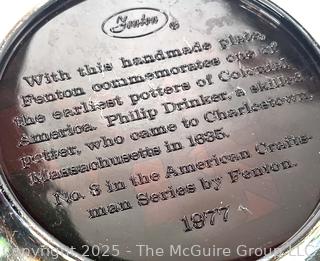 Fenton
With this handmade plate
Fenton commemorates one of
the earliest potters of Colonial
America. Philip Drinker, a skilled
potter, who came to Charlestown,
Massachusetts in 1635.
No. 8 in the American Crafts-
man Series by Fenton.
1977
Copyright 2025 - The McGuire Group LLC